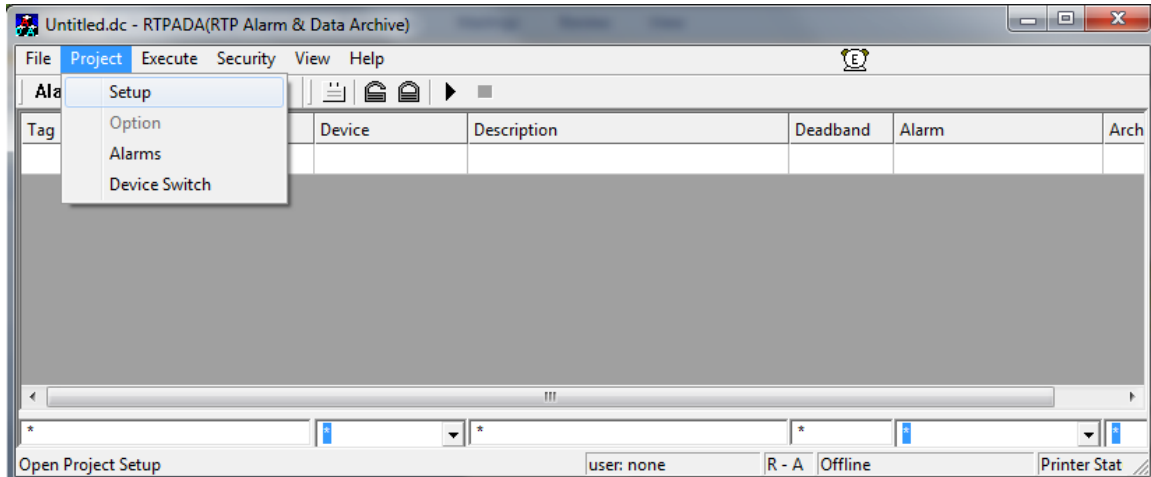 Untitled.dc - RTPADA(RTP Alarm & Data Archive)
File Project Execute Security View Help
E
Ala
Setup
Tag Device Description Deadband Alarm Arch
Option
Alarms
Device Switch
* * * * * *
Open Project Setup user: none R - A Offline Printer Stat